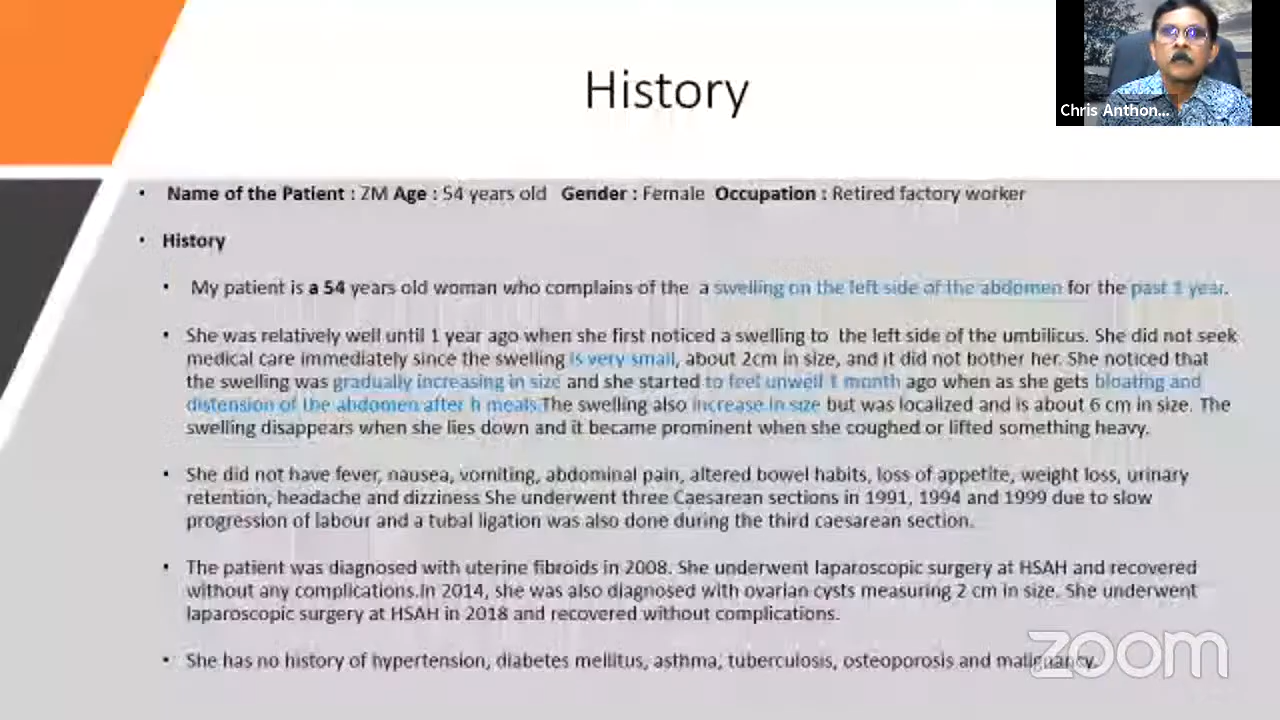 History
Chris Anthon...
Name of the Patient : ZM Age : 54 years old Gender : Female Occupation : Retired factory worker
History
My patient is a 54 years old woman who complains of the a swelling on the left side of the abdomen for the past 1 year.
She was relatively well until 1 year ago when she first noticed a swelling to the left side of the umbilicus. She did not seek
medical care immediately since the swelling is very small, about 2cm in size, and it did not bother her. She noticed that
the swelling was gradually increasing in size and she started to feel unwell 1 month ago when as she gets bloating and
distension of the abdomen after h meals.The swelling also increase in size but was localized and is about 6 cm in size. The
swelling disappears when she lies down and it became prominent when she coughed or lifted something heavy.
She did not have fever, nausea, vomiting, abdominal pain, altered bowel habits, loss of appetite, weight loss, urinary
retention, headache and dizziness She underwent three Caesarean sections in 1991, 1994 and 1999 due to slow
progression of labour and a tubal ligation was also done during the third caesarean section.
The patient was diagnosed with uterine fibroids in 2008. She underwent laparoscopic surgery at HSAH and recovered
without any complications.In 2014, she was also diagnosed with ovarian cysts measuring 2 cm in size. She underwent
laparoscopic surgery at HSAH in 2018 and recovered without complications.
She has no history of hypertension, diabetes mellitus, asthma, tuberculosis, osteoporosis and malignancy.
zoom